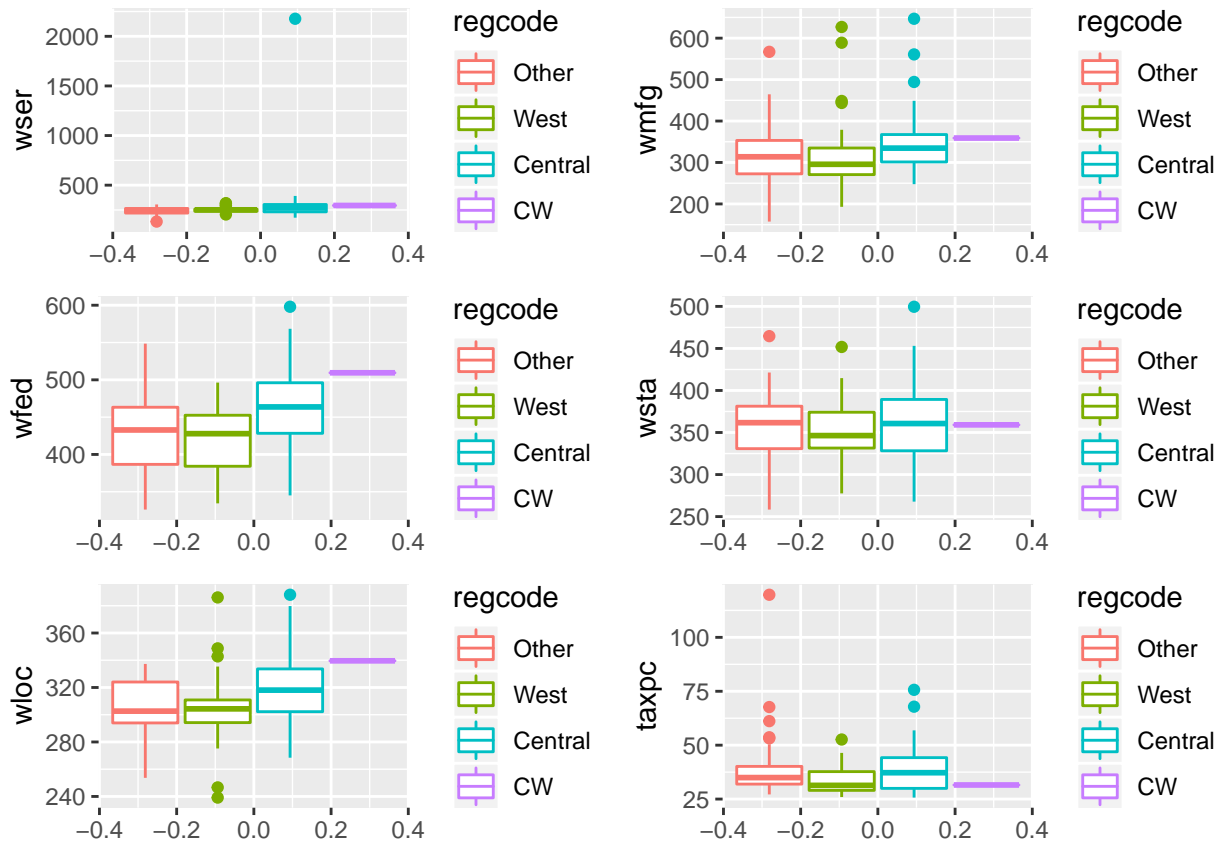 wser
2000
1500
1000
500
−0.4 −0.2 0.0 0.2 0.4
regcode
Other
West
Central
CW
wmfg
600
500
400
300
200
−0.4 −0.2 0.0 0.2 0.4
regcode
Other
West
Central
CW
wfed
600
500
400
−0.4 −0.2 0.0 0.2 0.4
regcode
Other
West
Central
CW
wsta
500
450
400
350
300
250
−0.4 −0.2 0.0 0.2 0.4
regcode
Other
West
Central
CW
wloc
360
320
280
240
−0.4 −0.2 0.0 0.2 0.4
regcode
Other
West
Central
CW
taxpc
100
75
50
25
−0.4 −0.2 0.0 0.2 0.4
regcode
Other
West
Central
CW